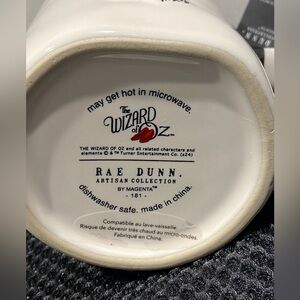 may get hot in microwave.
The
WIZARD
of OZ™
THE WIZARD OF OZ and all related characters and
elements © & ™ Turner Entertainment Co. (s24)
RAE DUNN.
ARTISAN COLLECTION
BY MAGENTA™
- 181 -
dishwasher safe. made in china.
Compatible au lave-vaisselle.
Risque de devenir très chaud au micro-ondes.
Fabriqué en Chine.